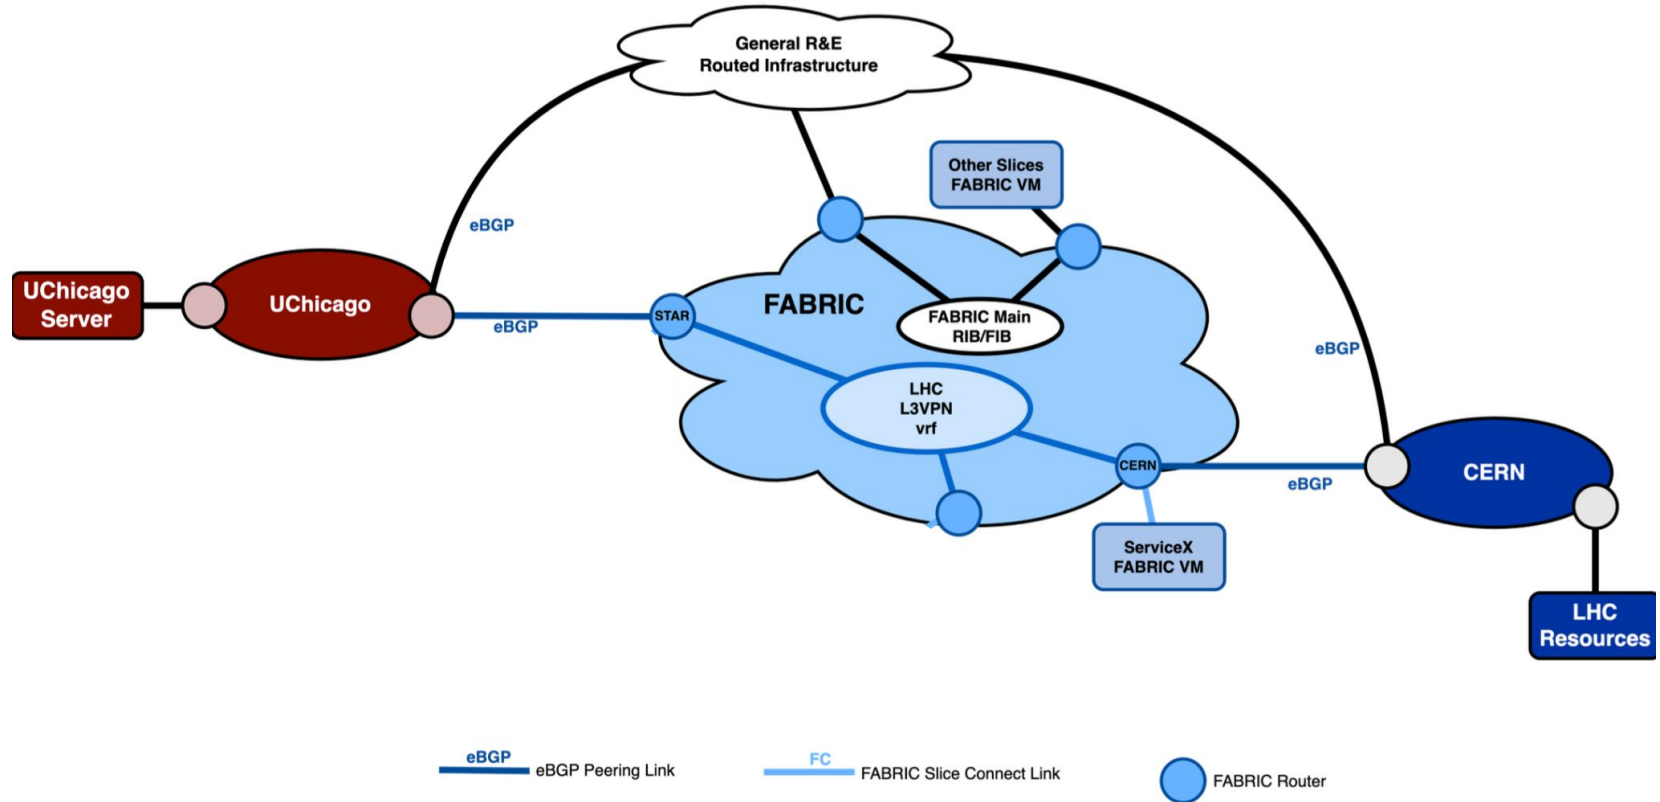 General R&E
Routed Infrastructure
Other Slices
FABRIC VM
eBGP
UChicago
Server
UChicago
eBGP
STAR
FABRIC
FABRIC Main
RIB/FIB
eBGP
LHC
L3VPN
vrf
CERN
eBGP
CERN
ServiceX
FABRIC VM
LHC
Resources
eBGP
eBGP Peering Link
FC
FABRIC Slice Connect Link
FABRIC Router